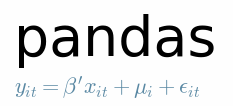 pandas
y_{it} = β′x_{it} + μ_i + ϵ_{it}